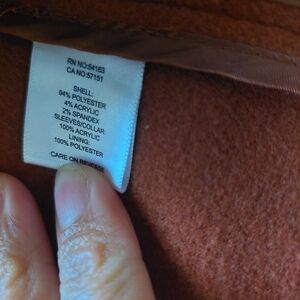 RN NO:54163
CA NO:57151
SHELL:
94% POLYESTER
4% ACRYLIC
2% SPANDEX
SLEEVES/COLLAR:
100% ACRYLIC
LINING:
100% POLYESTER
CARE ON REVERSE